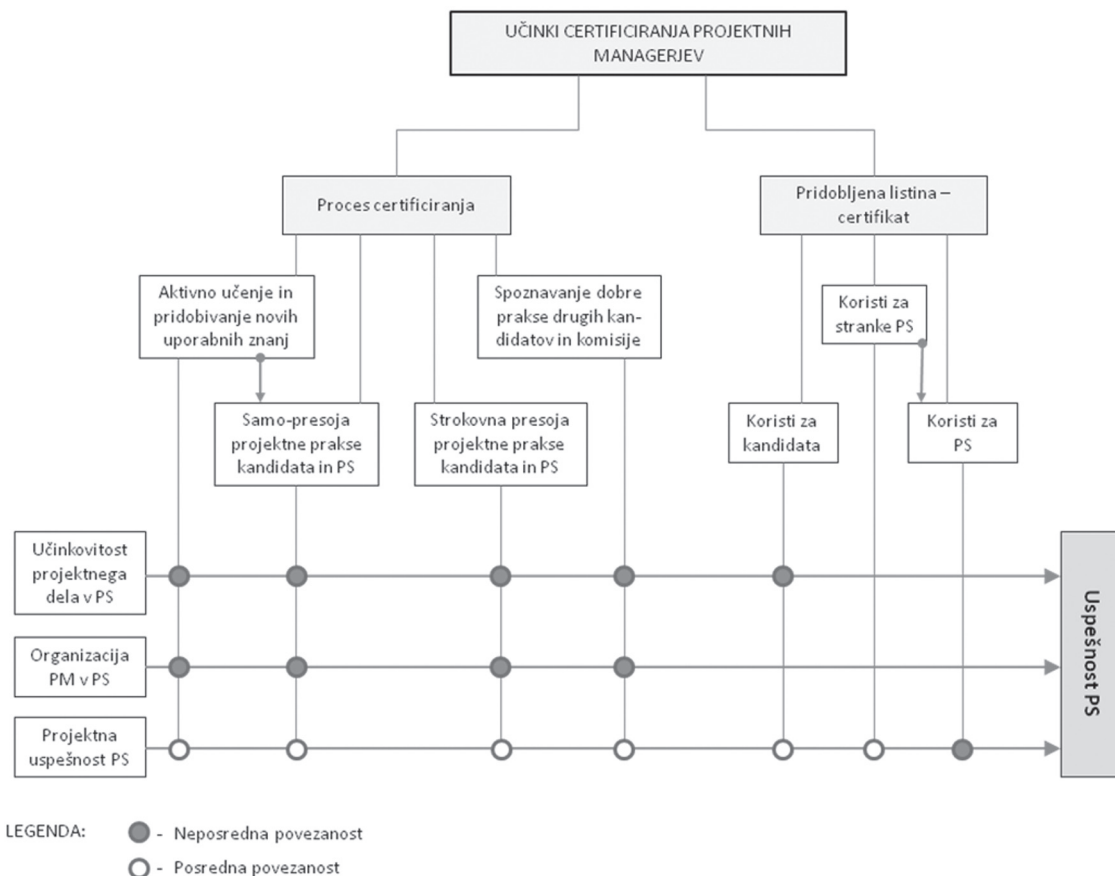 UČINKI CERTIFICIRANJA PROJEKTNIH
MANAGERJEV
Proces certificiranja
Pridobljena listina –
certifikat
Aktivno učenje in
pridobivanje novih
uporabnih znanj
Spoznavanje dobre
prakse drugih kan-
didatov in komisije
Koristi za
stranke PS
Samo-presoja
projektne prakse
kandidata in PS
Strokovna presoja
projektne prakse
kandidata in PS
Koristi za
kandidata
Koristi za
PS
Učinkovitost
projektnega
dela v PS
Organizacija
PM v PS
Projektna
uspešnost PS
Uspešnost PS
LEGENDA:
- Neposredna povezanost
- Posredna povezanost